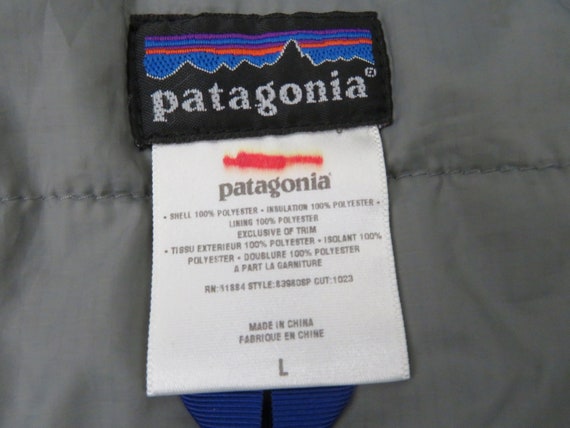 patagonia®
patagonia®
• SHELL 100% POLYESTER • INSULATION 100% POLYESTER •
LINING 100% POLYESTER
EXCLUSIVE OF TRIM
• TISSU EXTERIEUR 100% POLYESTER • ISOLANT 100%
POLYESTER • DOUBLURE 100% POLYESTER
A PART LA GARNITURE
RN: 51884 STYLE: 83980SP CUT: 1023
MADE IN CHINA
FABRIQUE EN CHINE
L